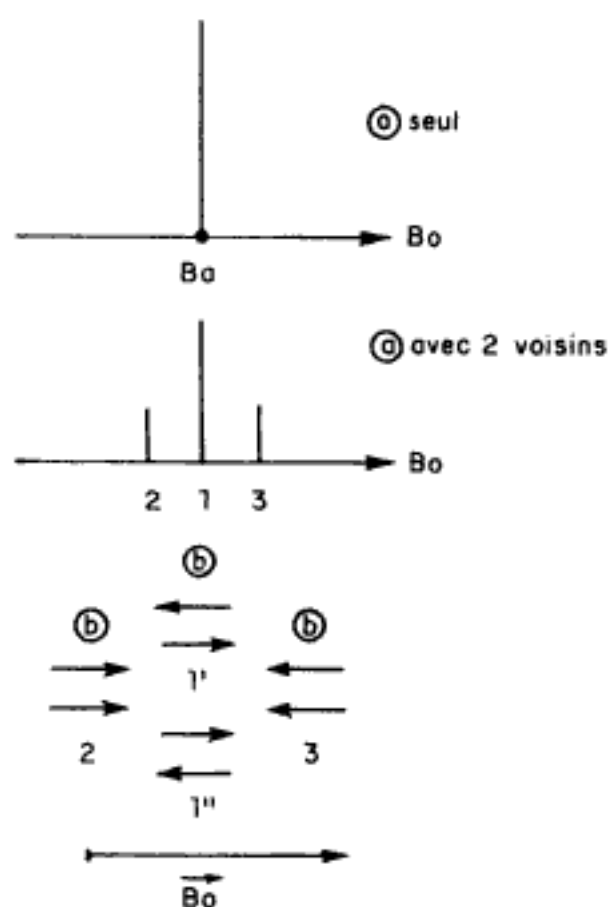 ⓐ seul
Bo
Ba
ⓐ avec 2 voisins
Bo
2 1 3
ⓑ
ⓑ ⓑ
1'
2 3
1"
Bo